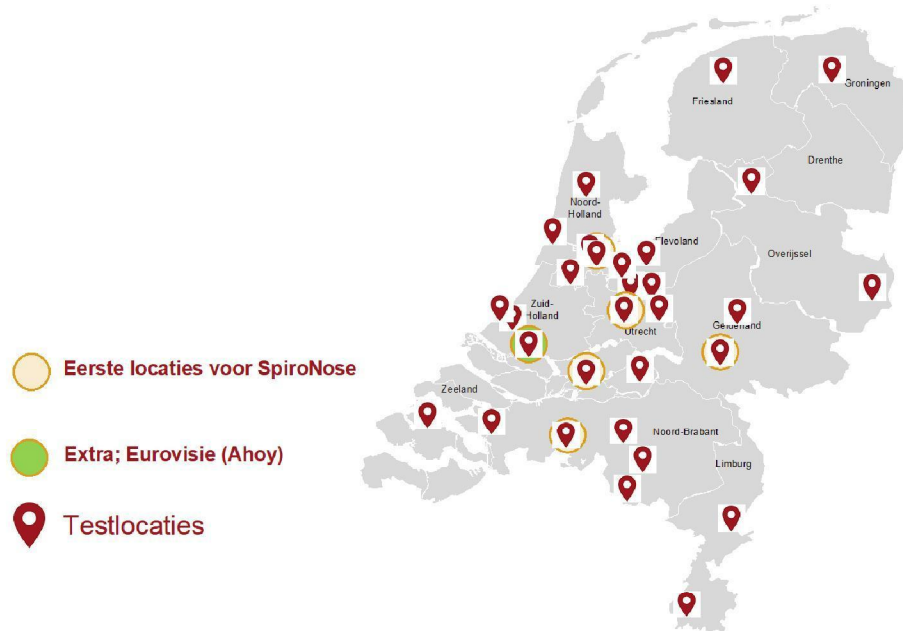 Groningen
Friesland
Drenthe
Noord-
Holland
Flevoland
Overijssel
Zuid-
Holland
Gelderland
Utrecht
Eerste locaties voor SpiroNose
Zeeland
Noord-Brabant
Extra; Eurovisie (Ahoy)
Limburg
Testlocaties